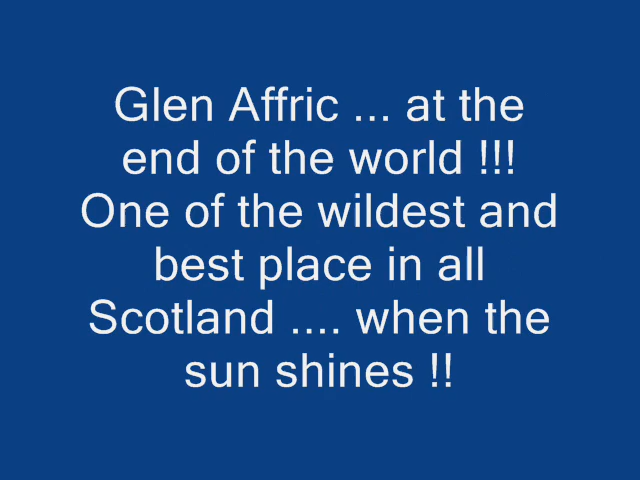 Glen Affric ... at the
end of the world !!!
One of the wildest and
best place in all
Scotland .... when the
sun shines !!